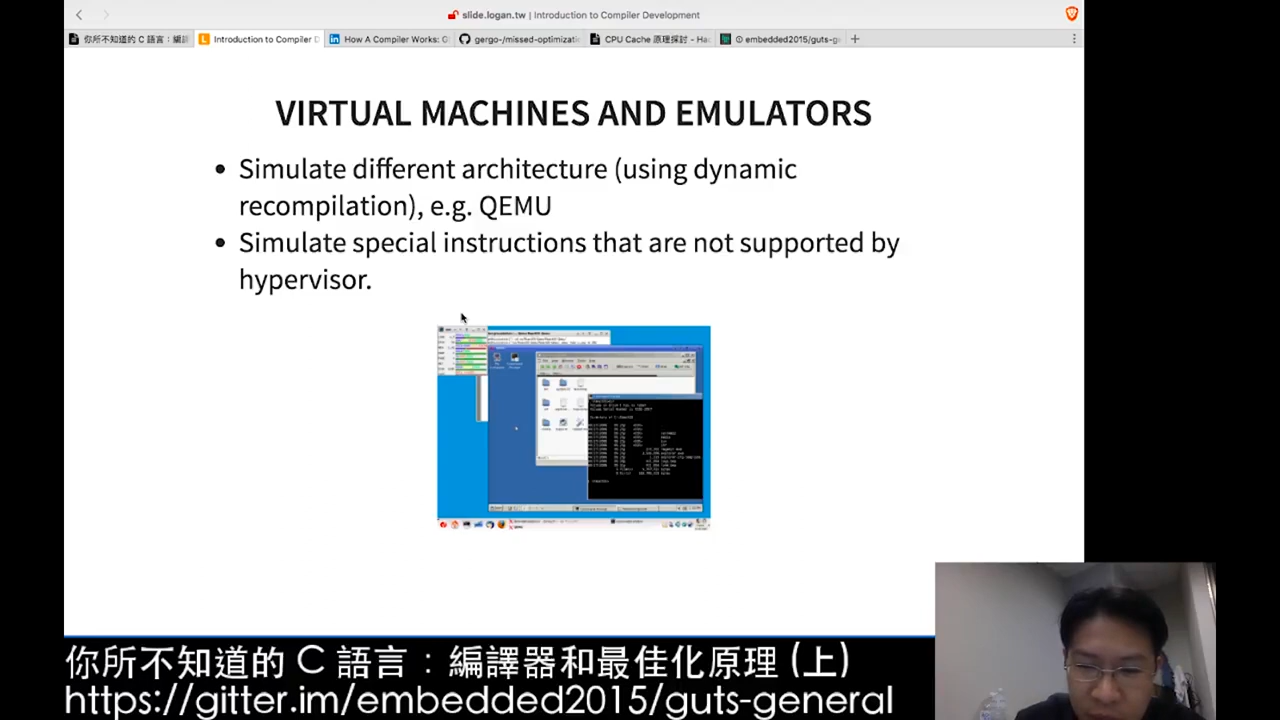 slide.logan.tw | Introduction to Compiler Development
你所不知道的 C 語言：編譯
Introduction to Compiler D
How A Compiler Works: G
gergo-/missed-optimizati
CPU Cache 原理探討 - Hac
embedded2015/guts-g
VIRTUAL MACHINES AND EMULATORS
• Simulate different architecture (using dynamic
recompilation), e.g. QEMU
• Simulate special instructions that are not supported by
hypervisor.
你所不知道的 C 語言：編譯器和最佳化原理 (上)
https://gitter.im/embedded2015/guts-general